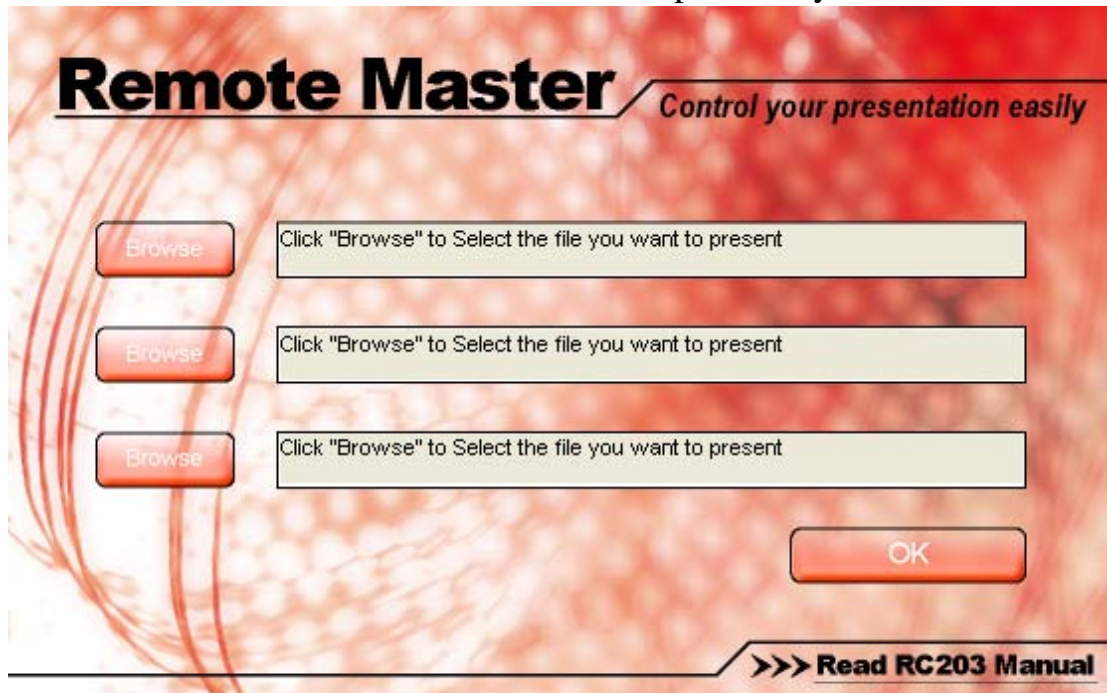 Remote Master
Control your presentation easily
Browse
Click "Browse" to Select the file you want to present
Browse
Click "Browse" to Select the file you want to present
Browse
Click "Browse" to Select the file you want to present
OK
>>> Read RC203 Manual